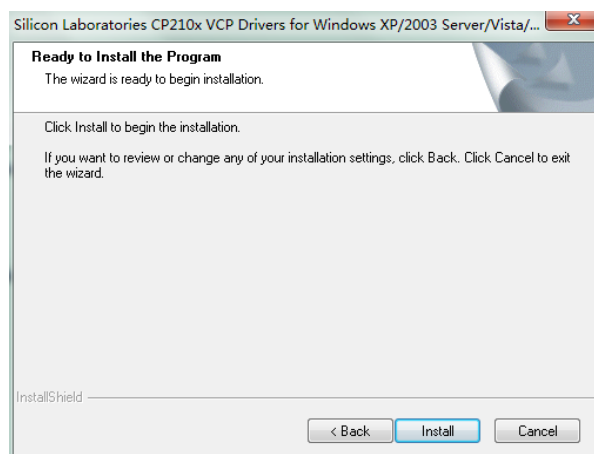 Silicon Laboratories CP210x VCP Drivers for Windows XP/2003 Server/Vista/...
Ready to Install the Program
The wizard is ready to begin installation.
Click Install to begin the installation.
If you want to review or change any of your installation settings, click Back. Click Cancel to exit
the wizard.
InstallShield
< Back Install Cancel